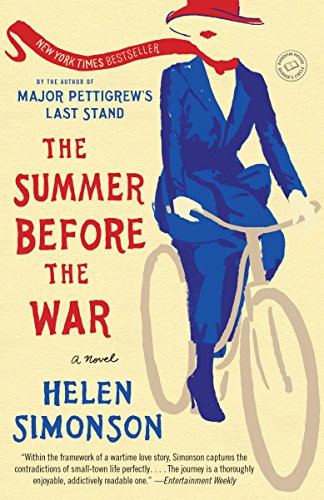 NEW YORK TIMES BESTSELLER
BY THE AUTHOR OF
MAJOR PETTIGREW'S
LAST STAND
THE
SUMMER
BEFORE
THE
WAR
a novel
HELEN
SIMONSON
"Within the framework of a wartime love story, Simonson captures the
contradictions of small-town life perfectly. . . . The journey is a thoroughly
enjoyable, addictively readable one." —Entertainment Weekly